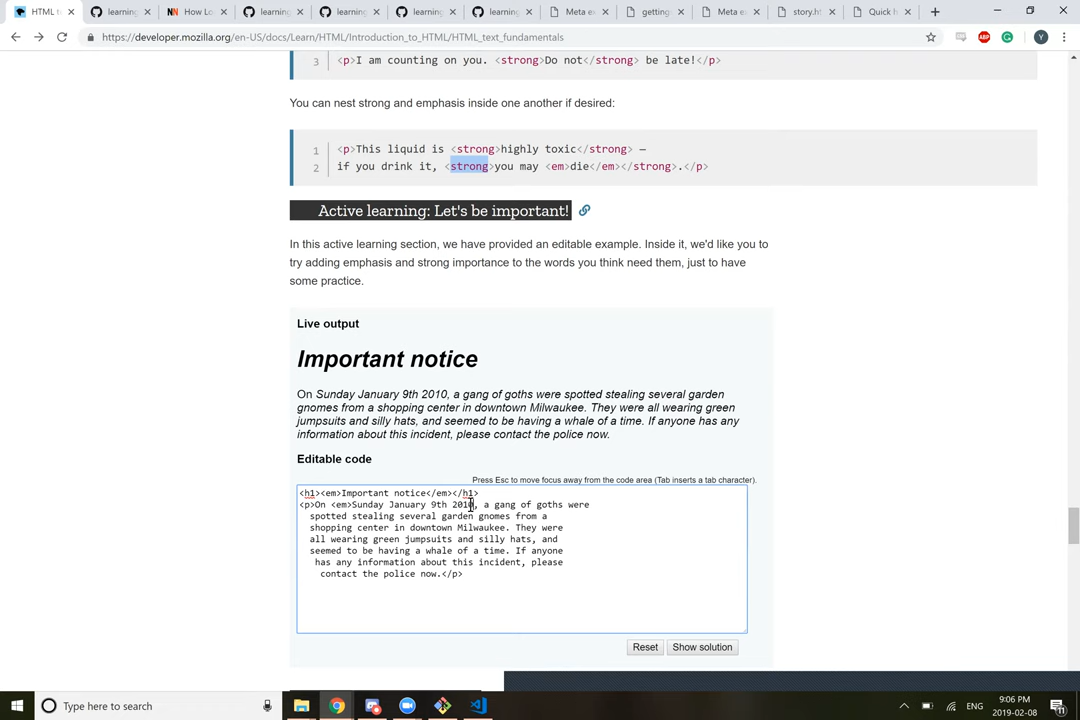 HTML t
learning
How Lo
learning
learning
learning
learning
Meta e
getting
Meta e
story.h
Quick h
https://developer.mozilla.org/en-US/docs/Learn/HTML/Introduction_to_HTML/HTML_text_fundamentals
ABP
Y
3 <p>I am counting on you. <strong>Do not</strong> be late!</p>
You can nest strong and emphasis inside one another if desired:
1 <p>This liquid is <strong>highly toxic</strong> —
2 if you drink it, <strong>you may <em>die</em></strong>.</p>
Active learning: Let's be important!
In this active learning section, we have provided an editable example. Inside it, we'd like you to
try adding emphasis and strong importance to the words you think need them, just to have
some practice.
Live output
Important notice
On Sunday January 9th 2010, a gang of goths were spotted stealing several garden
gnomes from a shopping center in downtown Milwaukee. They were all wearing green
jumpsuits and silly hats, and seemed to be having a whale of a time. If anyone has any
information about this incident, please contact the police now.
Editable code
Press Esc to move focus away from the code area (Tab inserts a tab character).
<h1><em>Important notice</em></h1>
<p>On <em>Sunday January 9th 2010, a gang of goths were
spotted stealing several garden gnomes from a
shopping center in downtown Milwaukee. They were
all wearing green jumpsuits and silly hats, and
seemed to be having a whale of a time. If anyone
has any information about this incident, please
contact the police now.</p>
Reset
Show solution
Type here to search
ENG
9:06 PM
2019-02-08